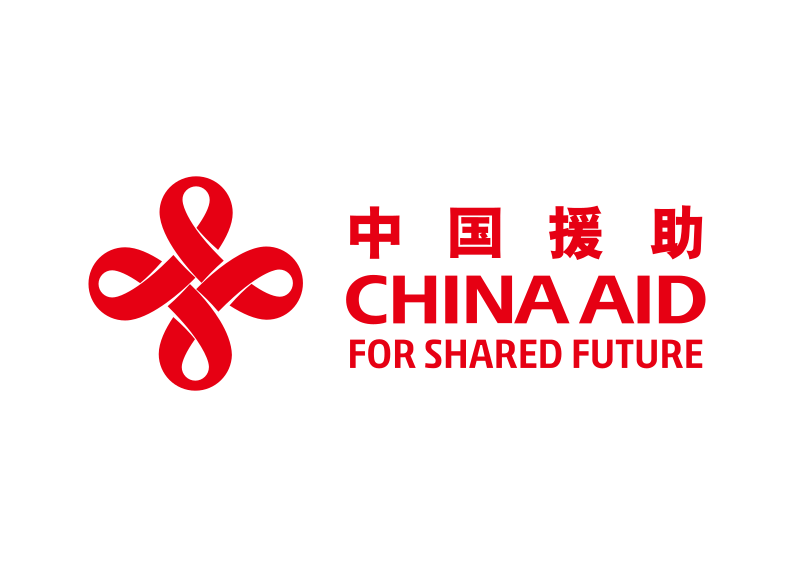 中国援助
CHINA AID
FOR SHARED FUTURE